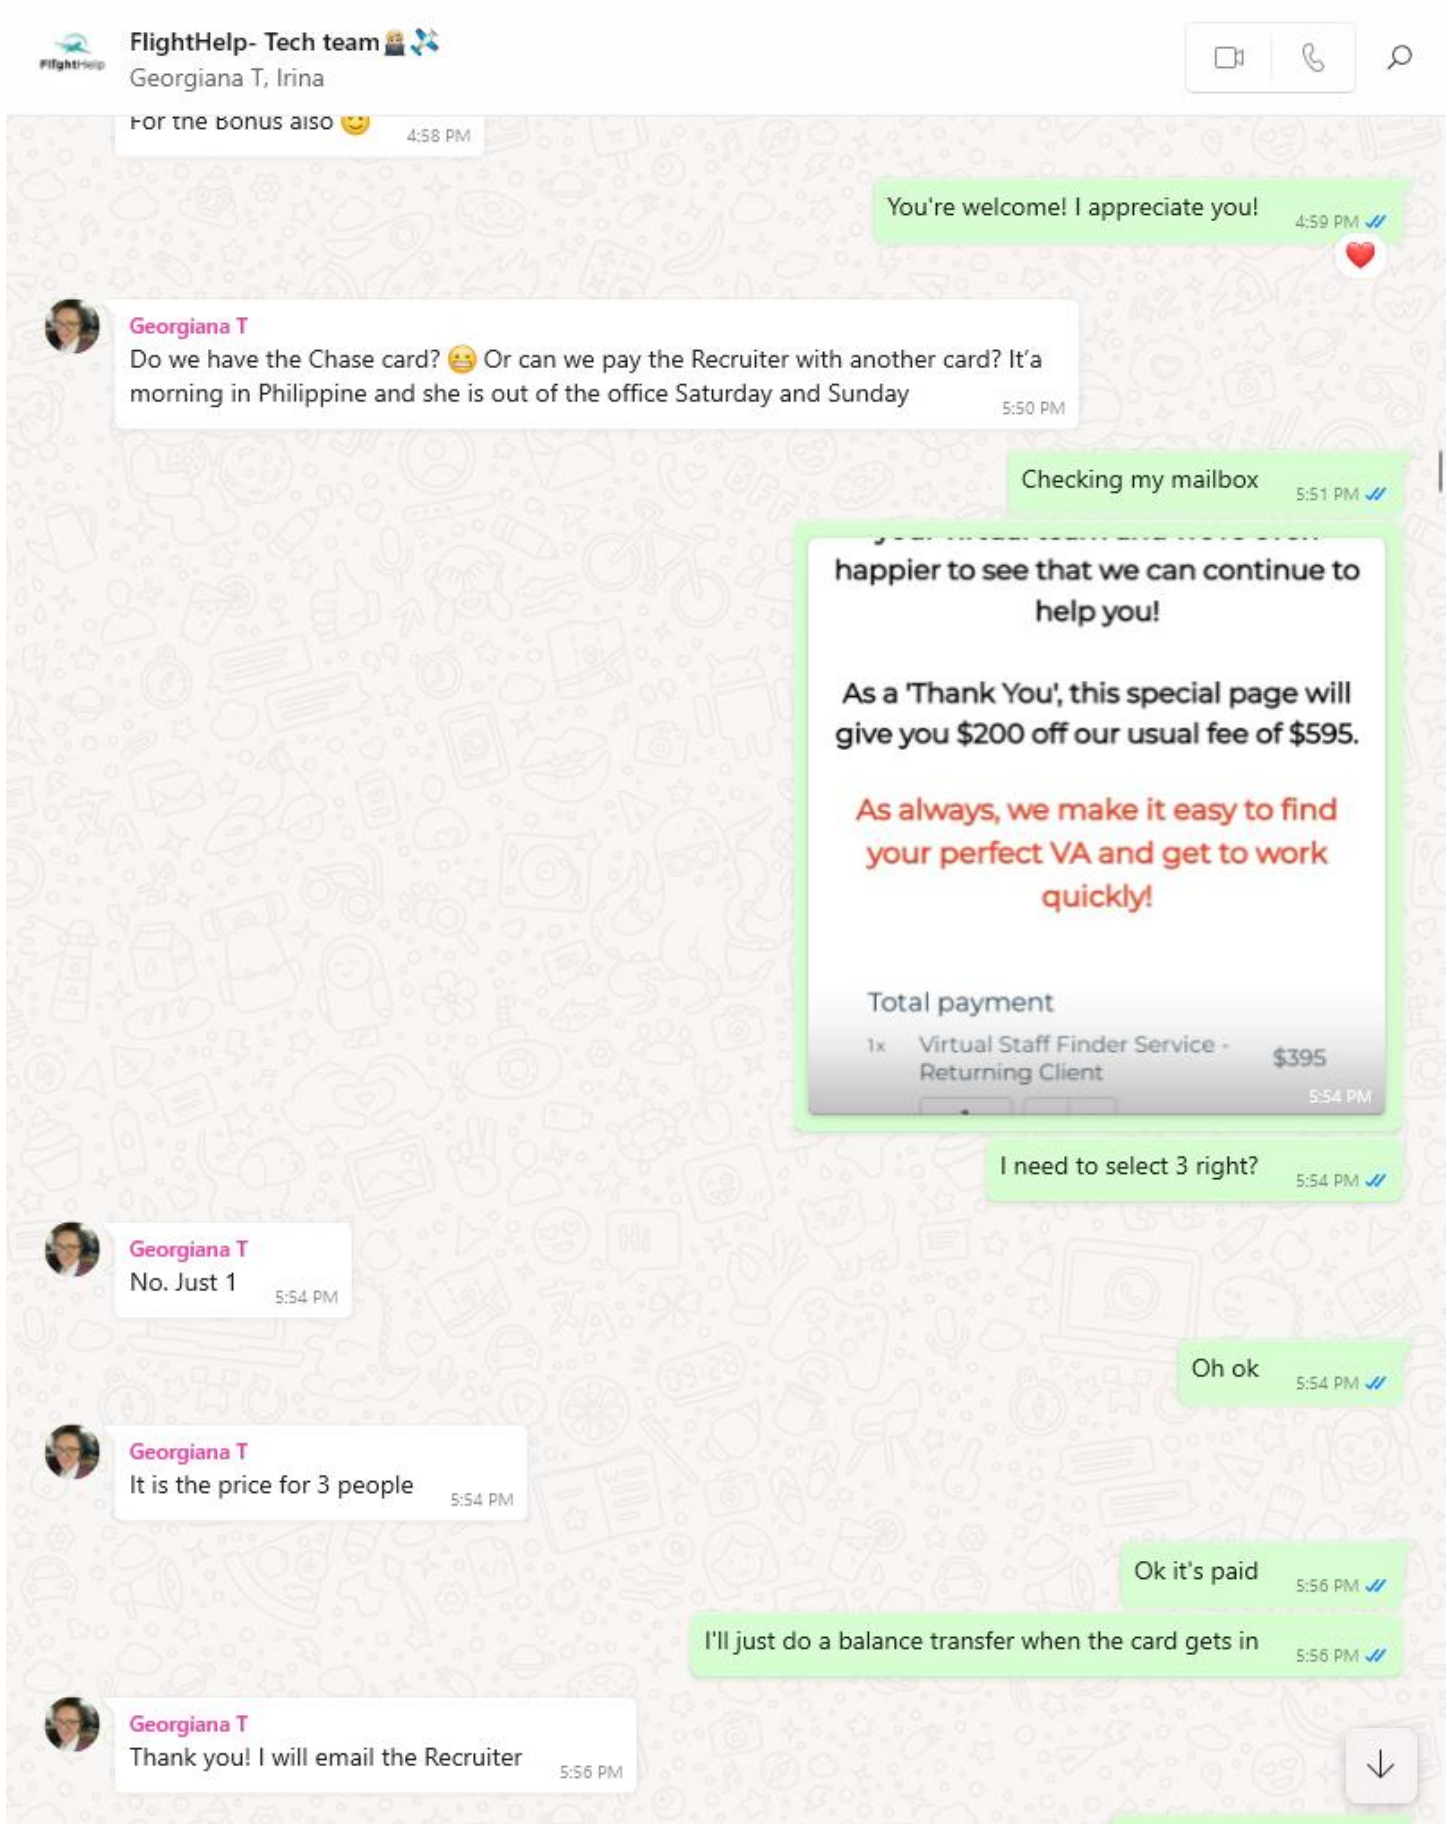 FlightHelp- Tech team
Georgiana T, Irina
FlightHelp
For the Bonus also
4:58 PM
You're welcome! I appreciate you!
4:59 PM
Georgiana T
Do we have the Chase card? 😬 Or can we pay the Recruiter with another card? It’a
morning in Philippine and she is out of the office Saturday and Sunday
5:50 PM
Checking my mailbox
5:51 PM
happier to see that we can continue to
help you!
As a 'Thank You', this special page will
give you $200 off our usual fee of $595.
As always, we make it easy to find
your perfect VA and get to work
quickly!
Total payment
1x Virtual Staff Finder Service - $395
Returning Client
5:54 PM
I need to select 3 right?
5:54 PM
Georgiana T
No. Just 1
5:54 PM
Oh ok
5:54 PM
Georgiana T
It is the price for 3 people
5:54 PM
Ok it's paid
5:56 PM
I'll just do a balance transfer when the card gets in
5:56 PM
Georgiana T
Thank you! I will email the Recruiter
5:56 PM